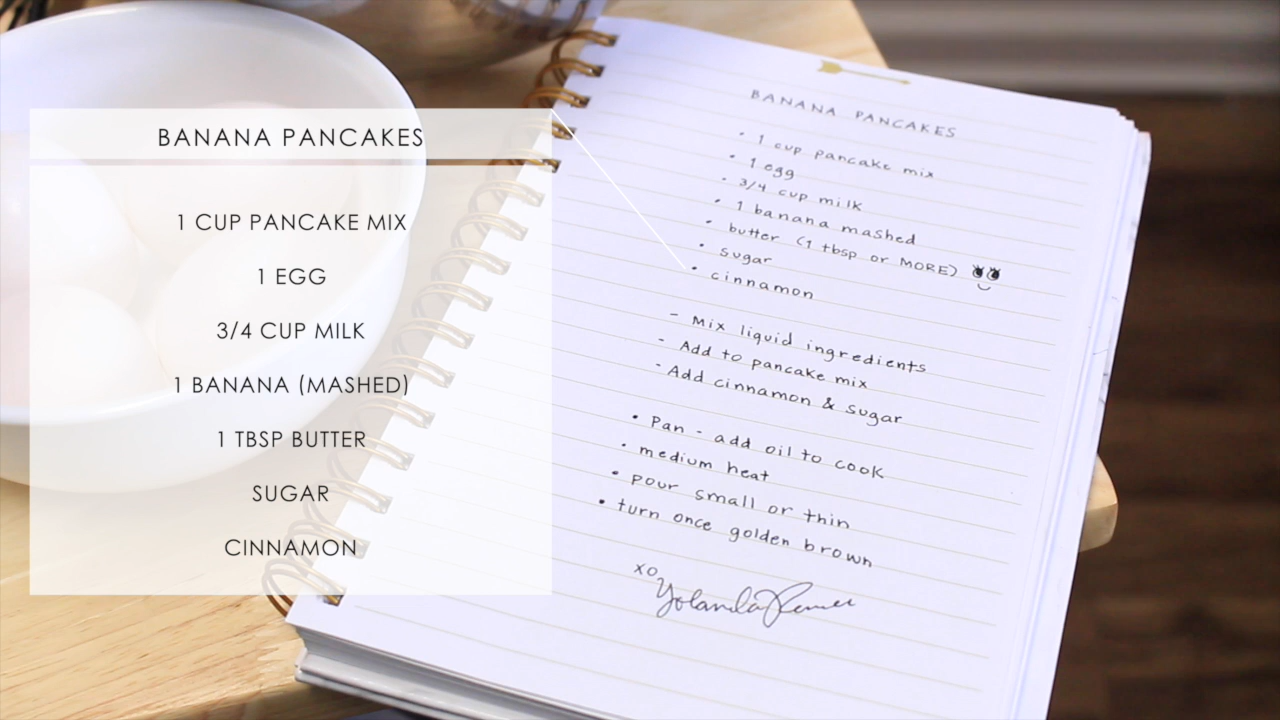 BANANA PANCAKES
1 CUP PANCAKE MIX
1 EGG
3/4 CUP MILK
1 BANANA (MASHED)
1 TBSP BUTTER
SUGAR
CINNAMON
BANANA PANCAKES
• 1 cup pancake mix
• 1 egg
• 3/4 cup milk
• 1 banana mashed
• butter (1 tbsp or MORE)
• sugar
• cinnamon
- Mix liquid ingredients
- Add to pancake mix
- Add cinnamon & sugar
• Pan - add oil to cook
• medium heat
• pour small or thin
• turn once golden brown
xo
Yolanda